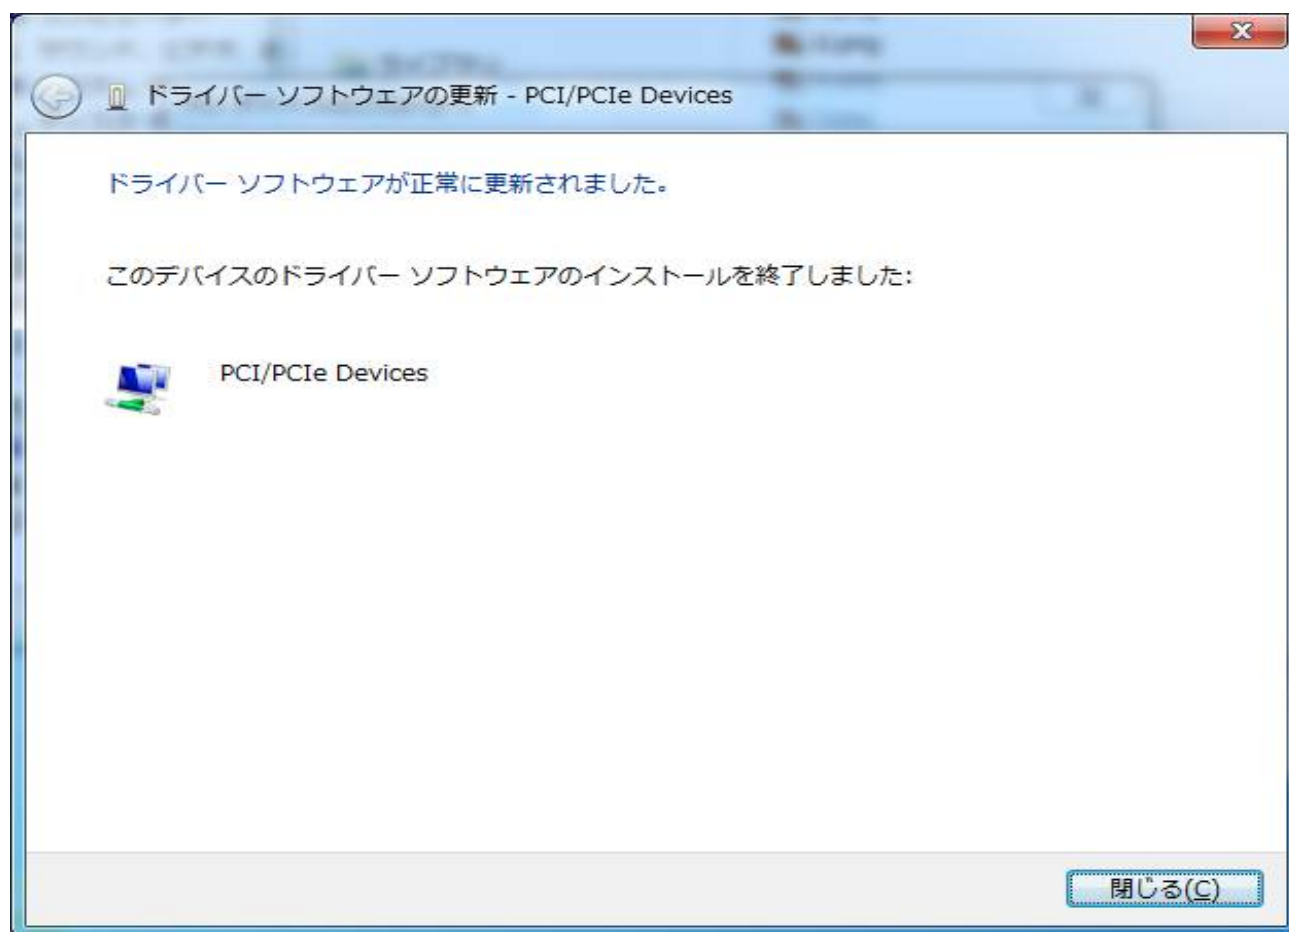 ドライバー ソフトウェアの更新 - PCI/PCIe Devices
ドライバー ソフトウェアが正常に更新されました。
このデバイスのドライバー ソフトウェアのインストールを終了しました:
PCI/PCIe Devices
閉じる(C)